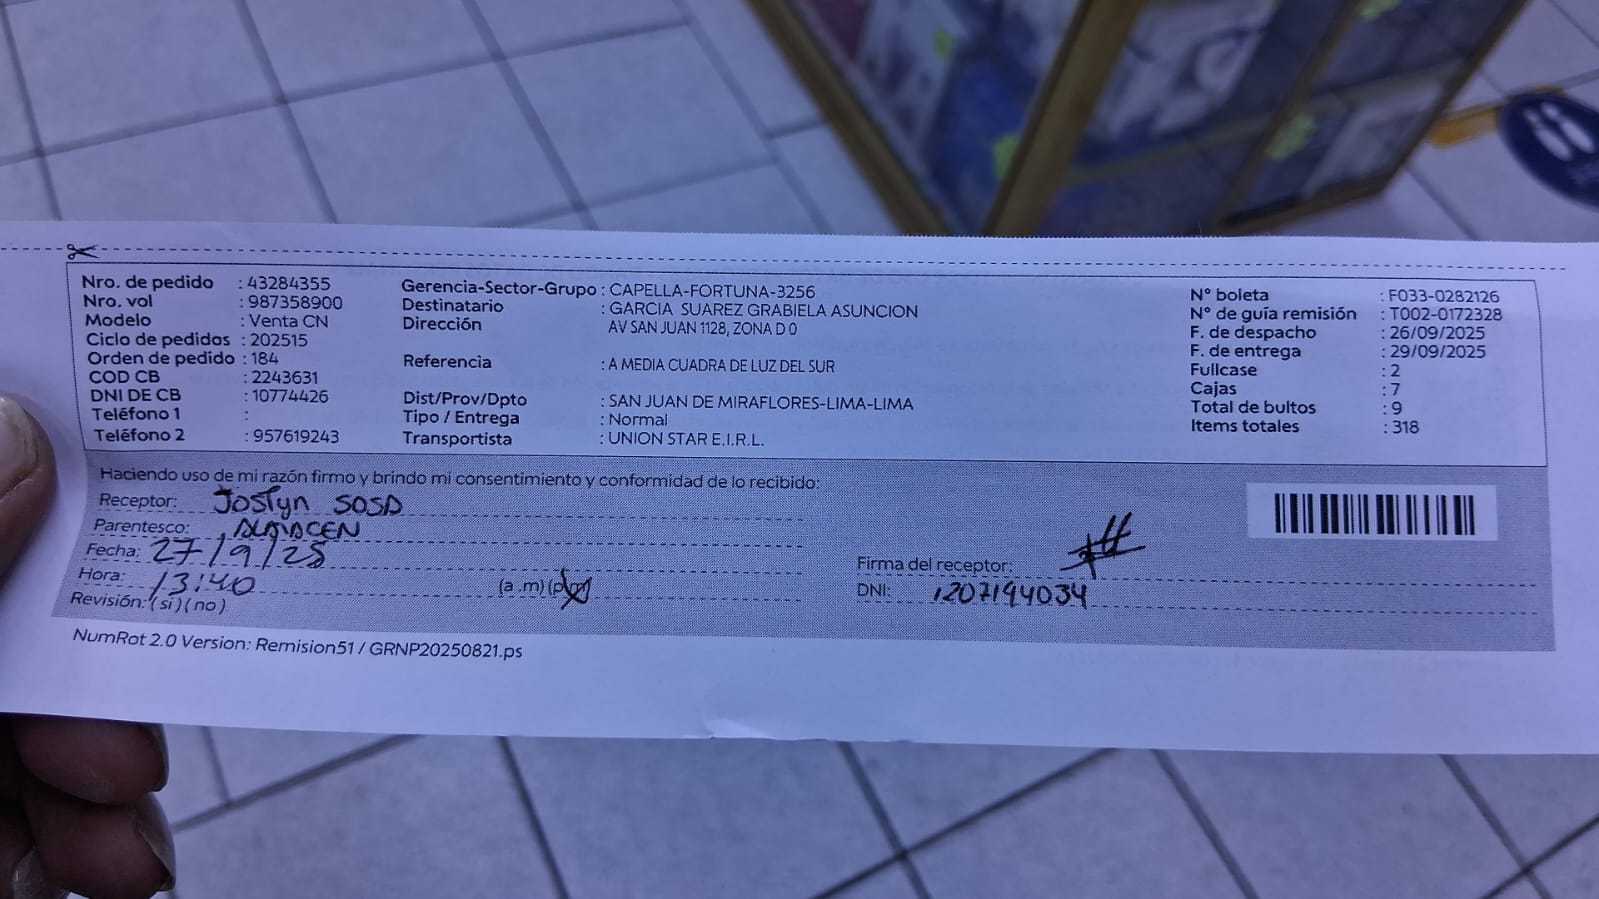 Nro. de pedido : 43284355
Nro. vol : 987358900
Modelo : Venta CN
Ciclo de pedidos : 202515
Orden de pedido : 184
COD CB : 2243631
DNI DE CB : 10774426
Teléfono 1 :
Teléfono 2 : 957619243
Gerencia-Sector-Grupo : CAPELLA-FORTUNA-3256
Destinatario : GARCIA SUAREZ GRABIELA ASUNCION
Dirección AV SAN JUAN 1128, ZONA D 0
Referencia : A MEDIA CUADRA DE LUZ DEL SUR
Dist/Prov/Dpto : SAN JUAN DE MIRAFLORES-LIMA-LIMA
Tipo / Entrega : Normal
Transportista : UNION STAR E.I.R.L.
N° boleta : F033-0282126
N° de guía remisión : T002-0172328
F. de despacho : 26/09/2025
F. de entrega : 29/09/2025
Fullcase : 2
Cajas : 7
Total de bultos : 9
Items totales : 318
Haciendo uso de mi razón firmo y brindo mi consentimiento y conformidad de lo recibido:
Receptor: Joslyn SOSA
Parentesco: ALMACEN
Fecha: 27/9/25
Hora: 13:40 (a .m) (p.m)
Revisión: (si) (no)
Firma del receptor:
DNI: 1207194034
NumRot 2.0 Version: Remision51 / GRNP20250821.ps